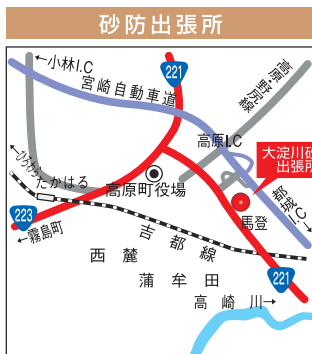 砂防出張所
←小林I.C
221
宮崎自動車道
高原野尻線
高原I.C
大淀川砂
出張所
←ひろわら
たかはる
高原町役場
都城I.C→
223
←霧島町
馬登
吉都線
西麓
蒲牟田
221
高崎川→